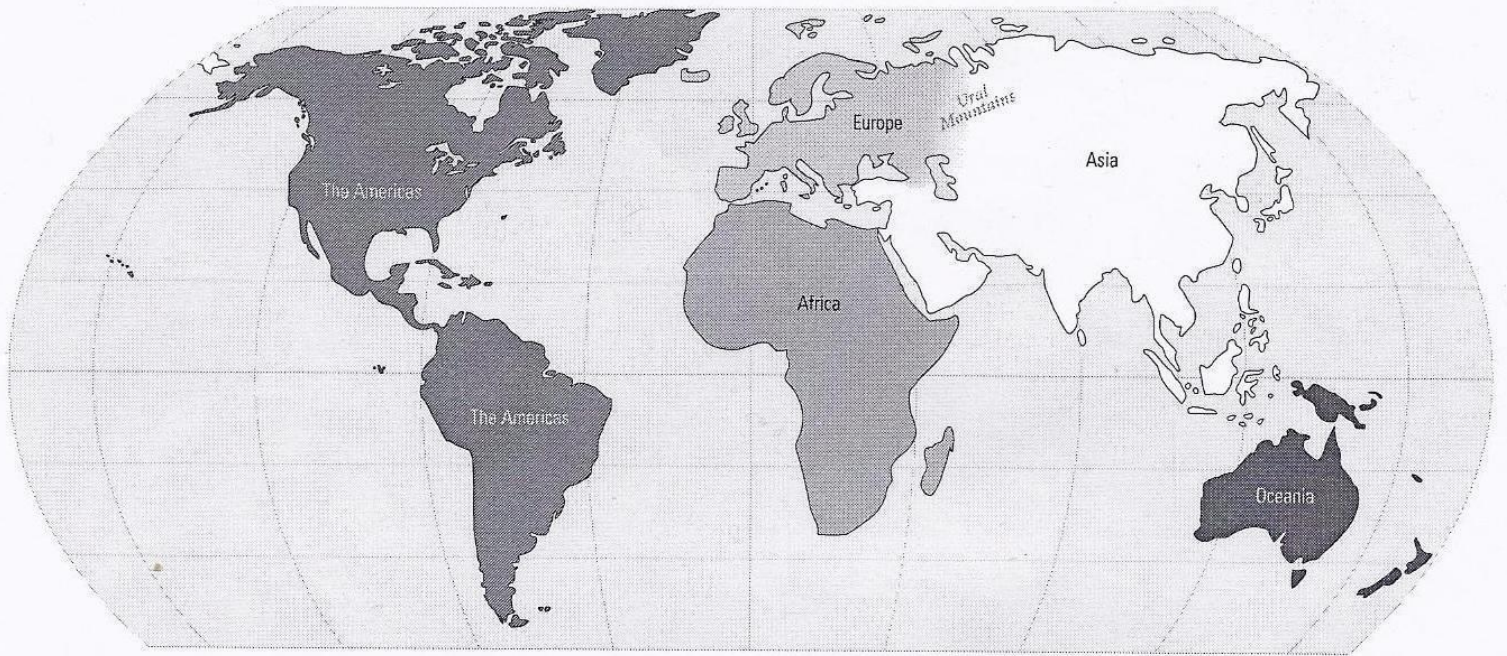 Ural
Mountains
Europe
Asia
The Americas
Africa
The Americas
Oceania